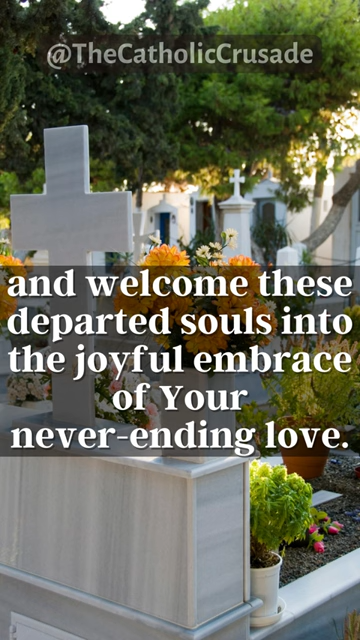 @TheCatholicCrusade
and welcome these
departed souls into
the joyful embrace
of Your
never-ending love.